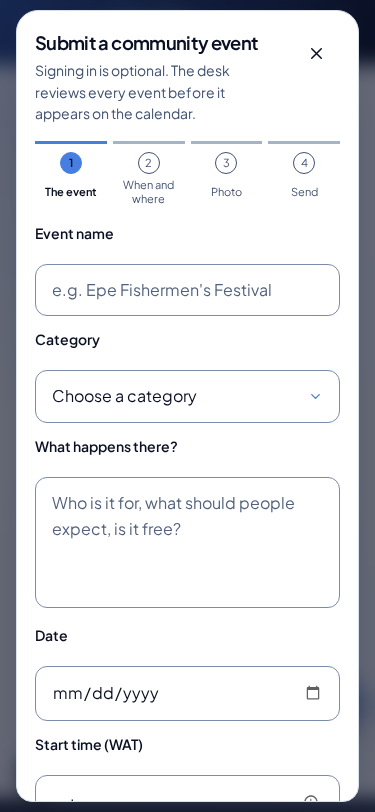 Submit a community event
Signing in is optional. The desk
reviews every event before it
appears on the calendar.
1
2
3
4
The event
When and
where
Photo
Send
Event name
e.g. Epe Fishermen's Festival
Category
Choose a category
What happens there?
Who is it for, what should people
expect, is it free?
Date
mm/dd/yyyy
Start time (WAT)